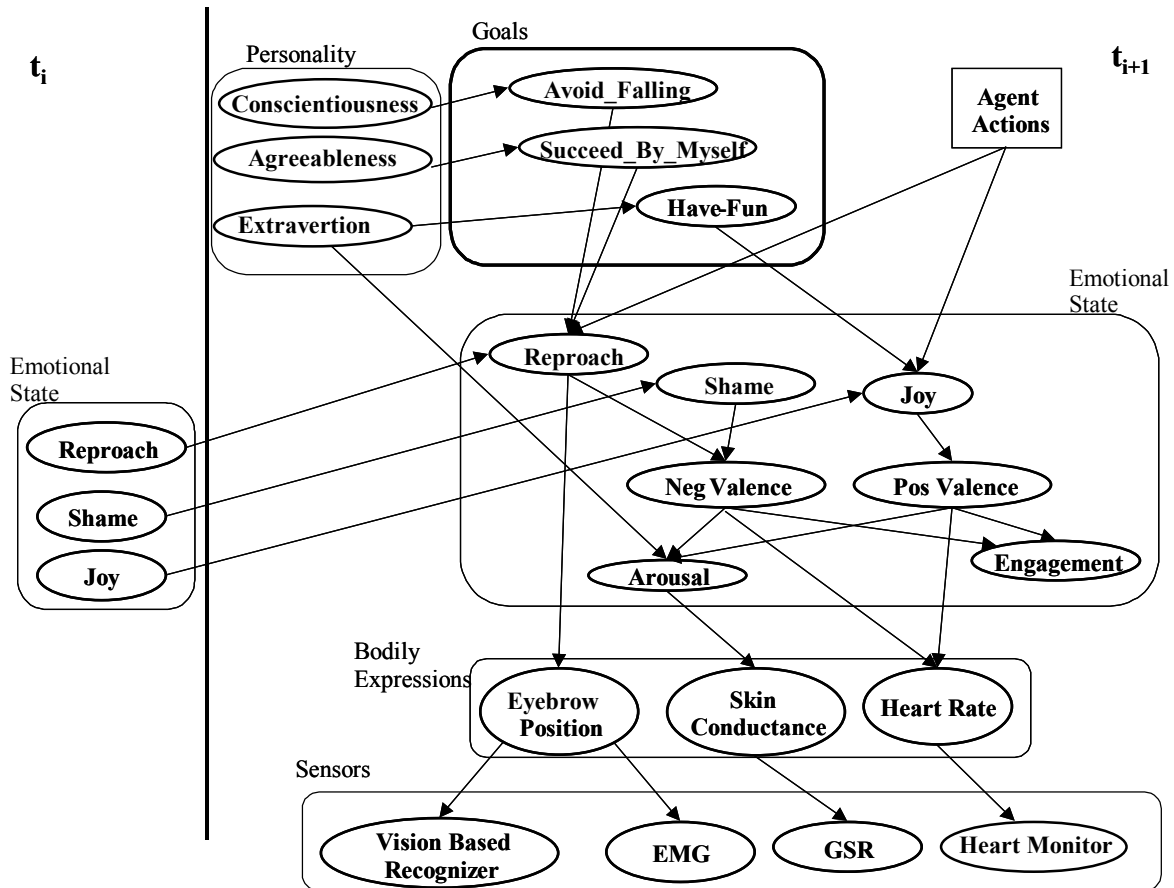 Goals
Personality
t_i
t_i+1
Conscientiousness
Avoid_Falling
Agent
Actions
Agreeableness
Succeed_By_Myself
Extravertion
Have-Fun
Emotional
State
Reproach
Shame
Joy
Emotional
State
Reproach
Shame
Joy
Neg Valence
Pos Valence
Arousal
Engagement
Bodily
Expressions
Eyebrow
Position
Skin
Conductance
Heart Rate
Sensors
Vision Based
Recognizer
EMG
GSR
Heart Monitor